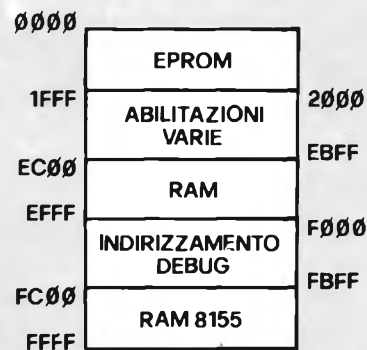 ØØØØ
EPROM
1FFF
2ØØØ
ABILITAZIONI
VARIE
EBFF
ECØØ
RAM
EFFF
FØØØ
INDIRIZZAMENTO
DEBUG
FBFF
FCØØ
RAM 8155
FFFF